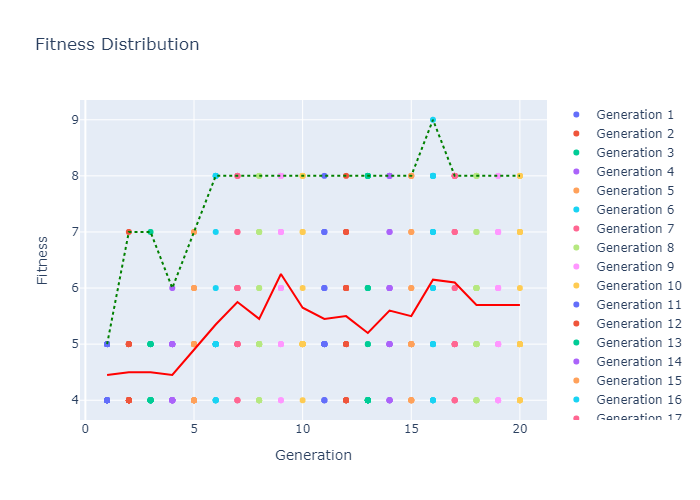 Fitness Distribution
9
8
7
6
5
4
Fitness
0
5
10
15
20
Generation
Generation 1
Generation 2
Generation 3
Generation 4
Generation 5
Generation 6
Generation 7
Generation 8
Generation 9
Generation 10
Generation 11
Generation 12
Generation 13
Generation 14
Generation 15
Generation 16
Generation 17